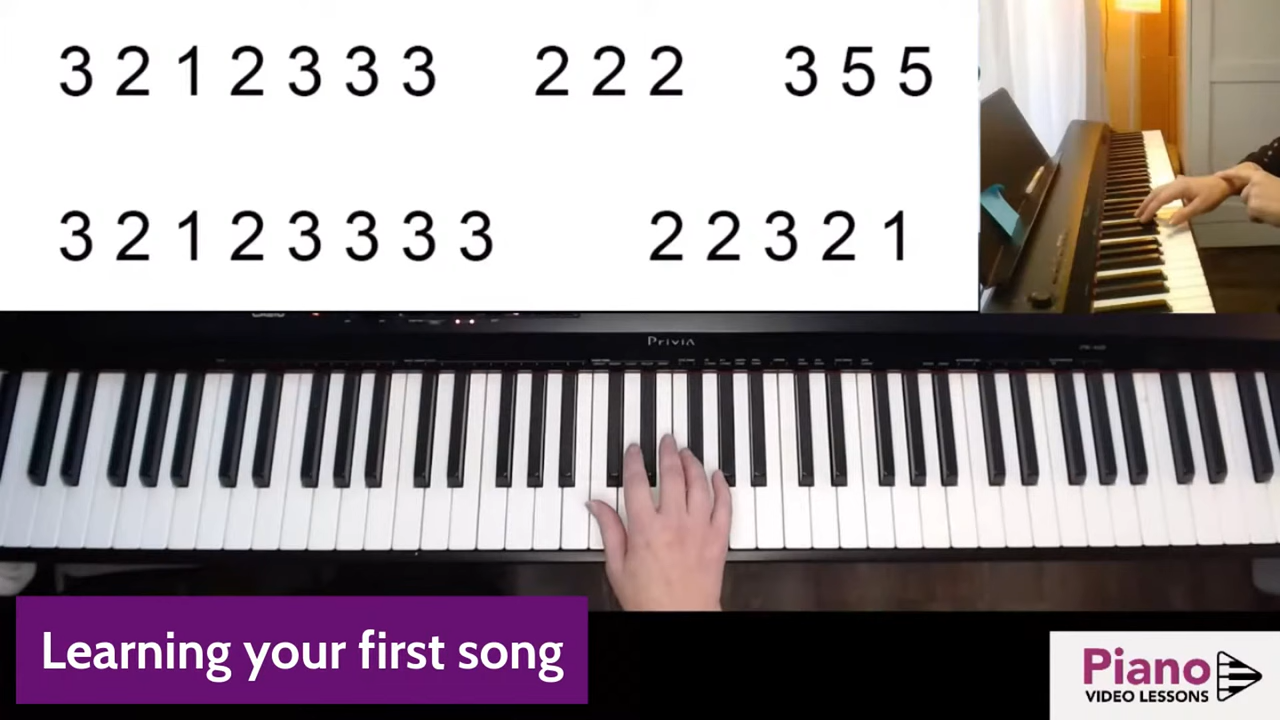 3 2 1 2 3 3 3 2 2 2 3 5 5
3 2 1 2 3 3 3 3 2 2 3 2 1
Privia
Learning your first song
Piano
VIDEO LESSONS